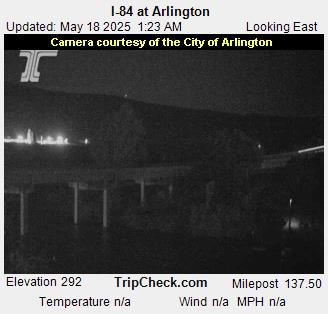 I-84 at Arlington
Updated: May 18 2025 1:23 AM Looking East
Camera courtesy of the City of Arlington
Elevation 292 TripCheck.com Milepost 137.50
Temperature n/a Wind n/a MPH n/a